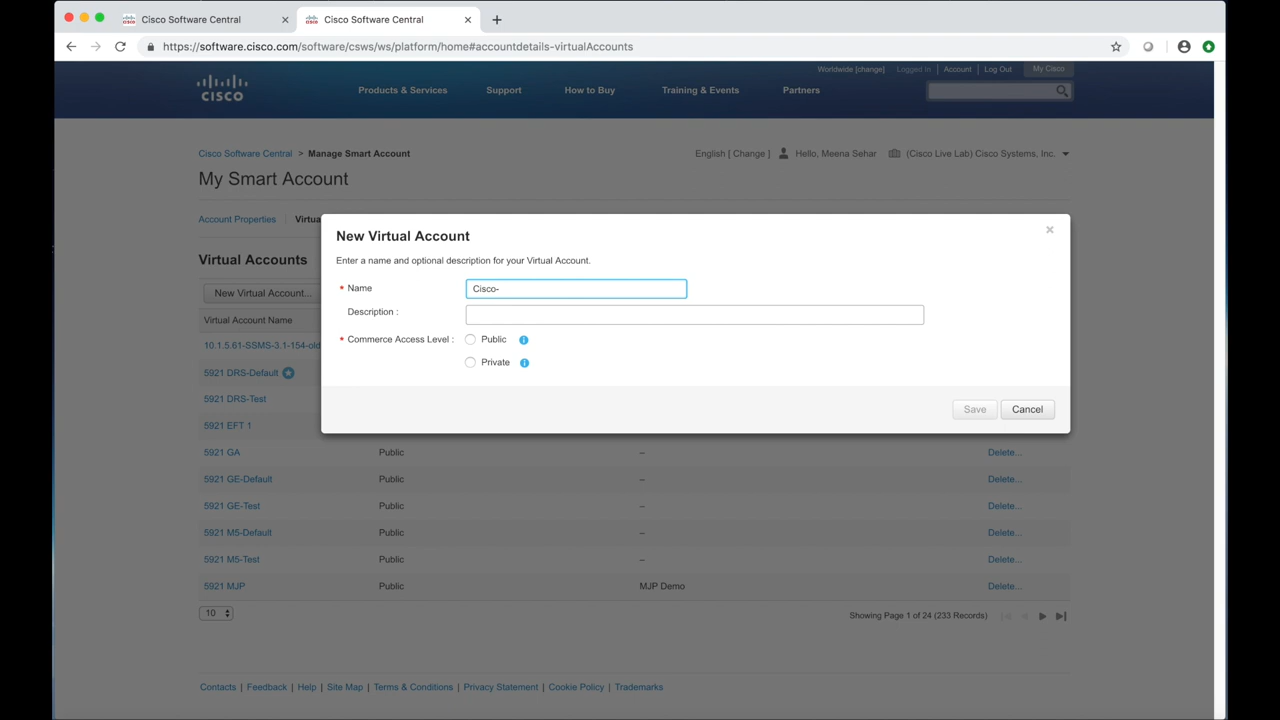 Cisco Software Central
Cisco Software Central
https://software.cisco.com/software/csws/ws/platform/home#accountdetails-virtualAccounts
Worldwide [change] Logged In | Account | Log Out My Cisco
CISCO
Products & Services Support How to Buy Training & Events Partners
Cisco Software Central > Manage Smart Account
English [ Change ] Hello, Meena Sehar (Cisco Live Lab) Cisco Systems, Inc.
My Smart Account
Account Properties | Virtua
Virtual Accounts
New Virtual Account...
Virtual Account Name
10.1.5.61-SSMS-3.1-154-old
5921 DRS-Default
5921 DRS-Test
5921 EFT 1
New Virtual Account
Enter a name and optional description for your Virtual Account.
* Name Cisco-
Description :
* Commerce Access Level : Public
Private
Save Cancel
5921 GA Public – Delete...
5921 GE-Default Public – Delete...
5921 GE-Test Public – Delete...
5921 M5-Default Public – Delete...
5921 M5-Test Public – Delete...
5921 MJP Public MJP Demo Delete...
10 Showing Page 1 of 24 (233 Records)
Contacts | Feedback | Help | Site Map | Terms & Conditions | Privacy Statement | Cookie Policy | Trademarks